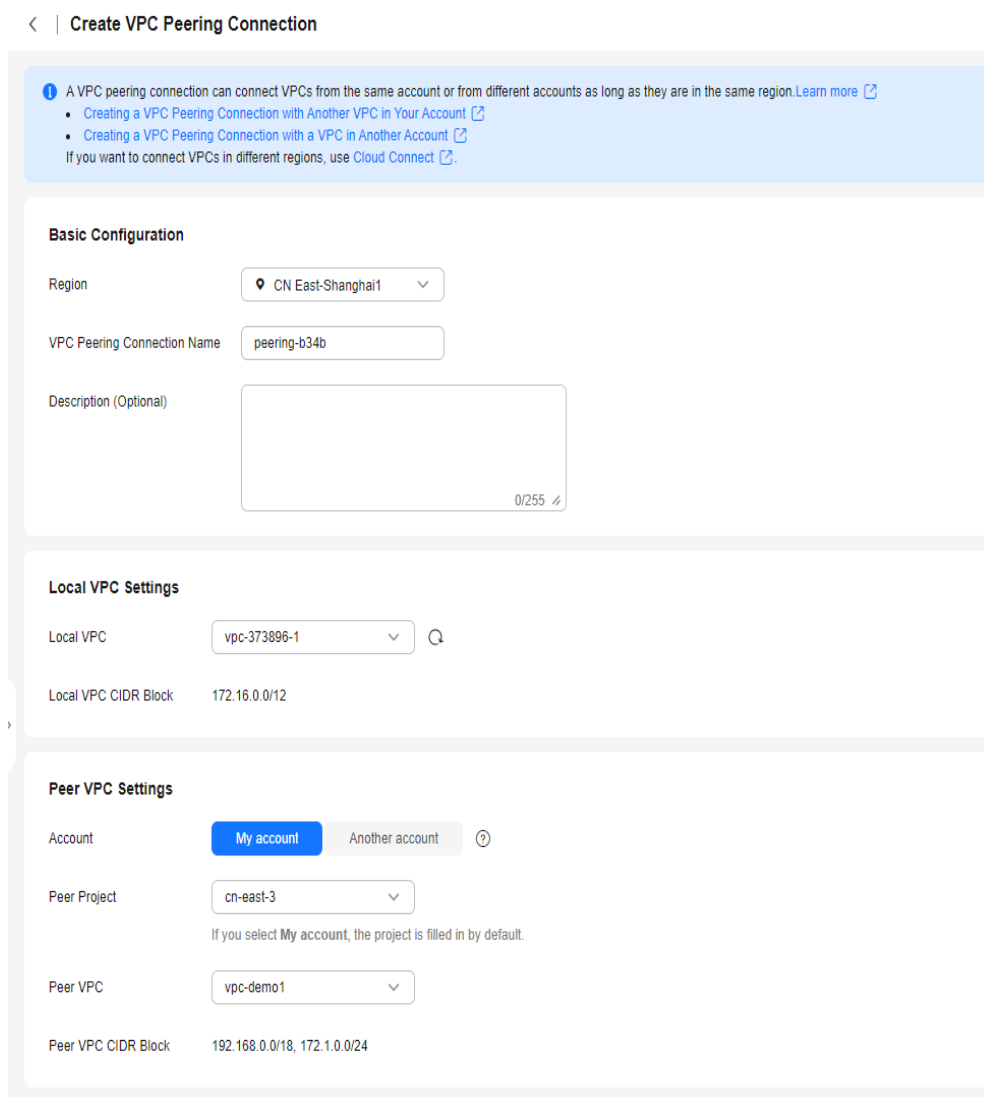 Create VPC Peering Connection
A VPC peering connection can connect VPCs from the same account or from different accounts as long as they are in the same region.Learn more
Creating a VPC Peering Connection with Another VPC in Your Account
Creating a VPC Peering Connection with a VPC in Another Account
If you want to connect VPCs in different regions, use Cloud Connect.
Basic Configuration
Region CN East-Shanghai1
VPC Peering Connection Name peering-b34b
Description (Optional)
0/255
Local VPC Settings
Local VPC vpc-373896-1
Local VPC CIDR Block 172.16.0.0/12
Peer VPC Settings
Account My account Another account
Peer Project cn-east-3
If you select My account, the project is filled in by default.
Peer VPC vpc-demo1
Peer VPC CIDR Block 192.168.0.0/18, 172.1.0.0/24